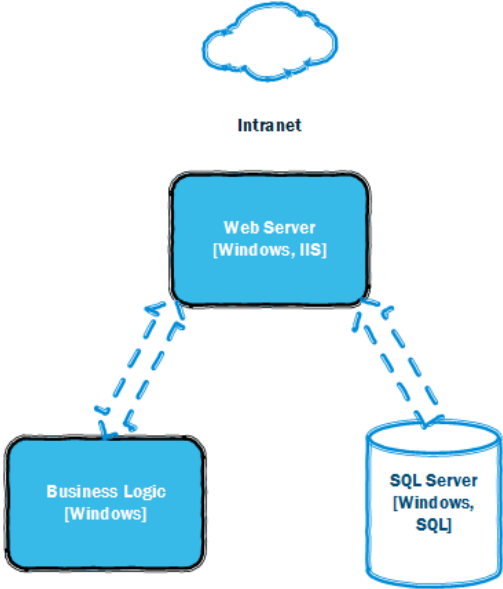 Intranet
Web Server
[Windows, IIS]
Business Logic
[Windows]
SQL Server
[Windows,
SQL]